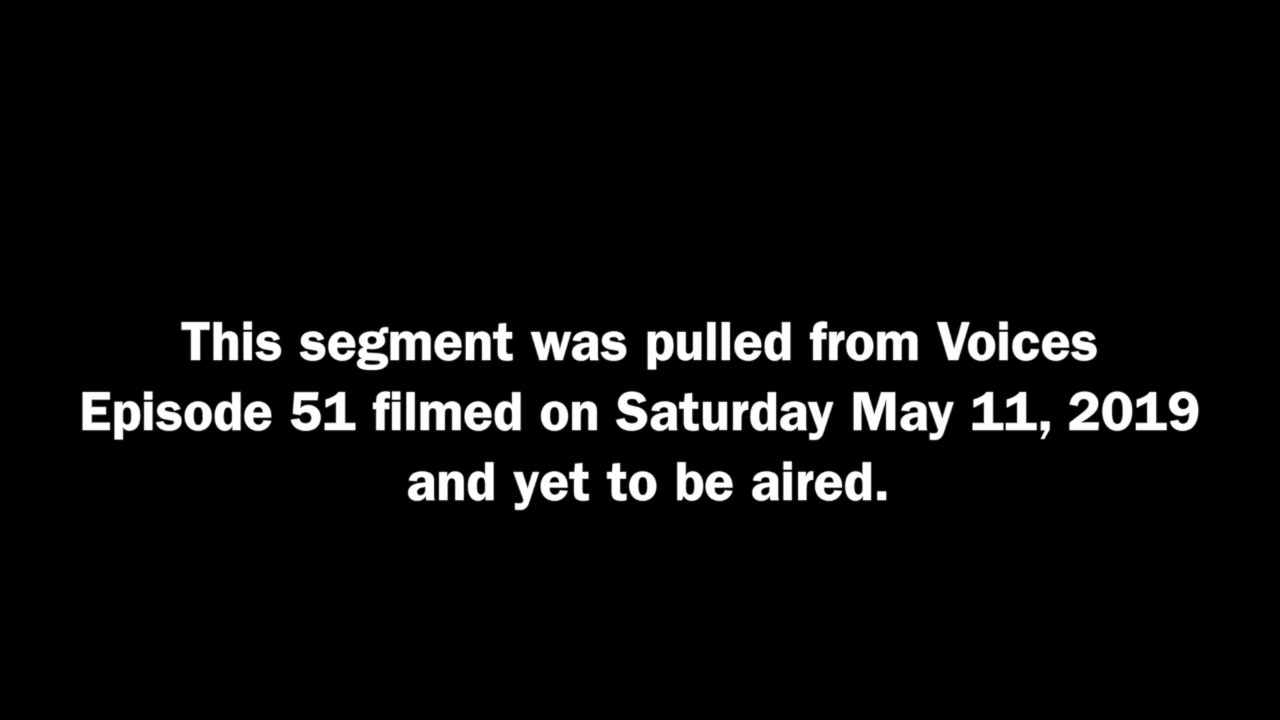 This segment was pulled from Voices
Episode 51 filmed on Saturday May 11, 2019
and yet to be aired.